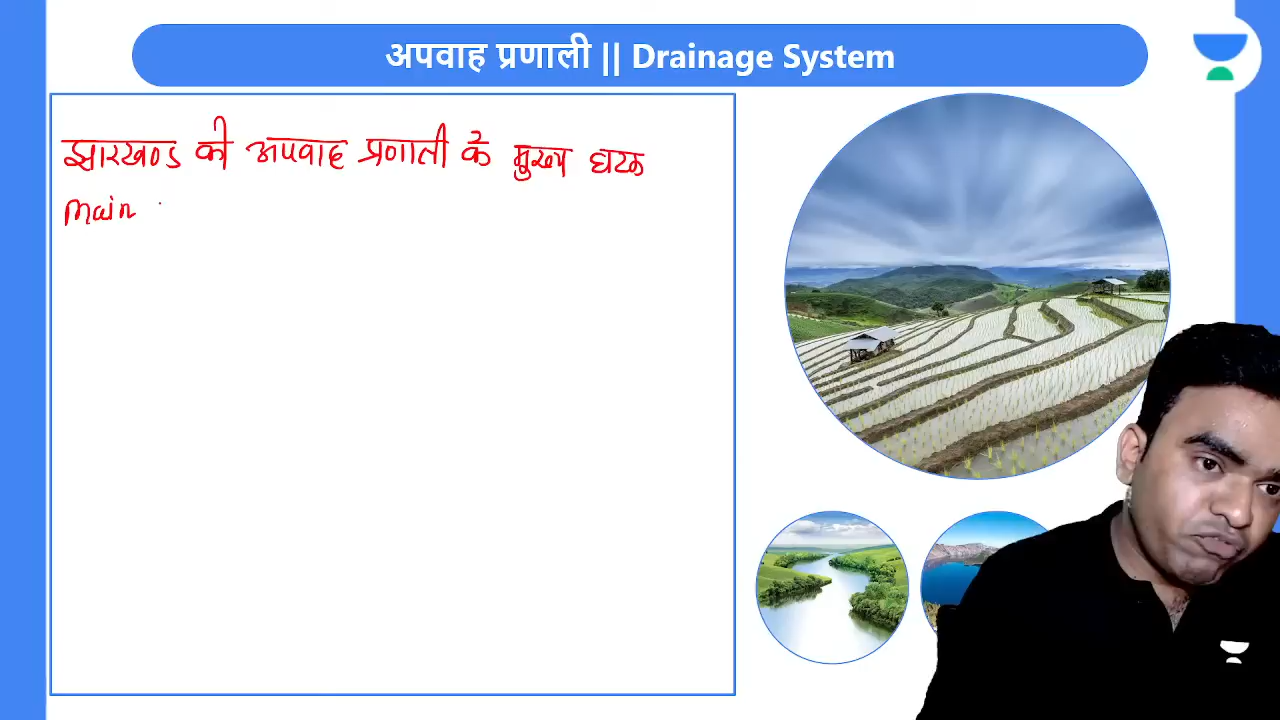 अपवाह प्रणाली || Drainage System
झारखण्ड की अपवाह प्रणाली के मुख्य घटक
Main